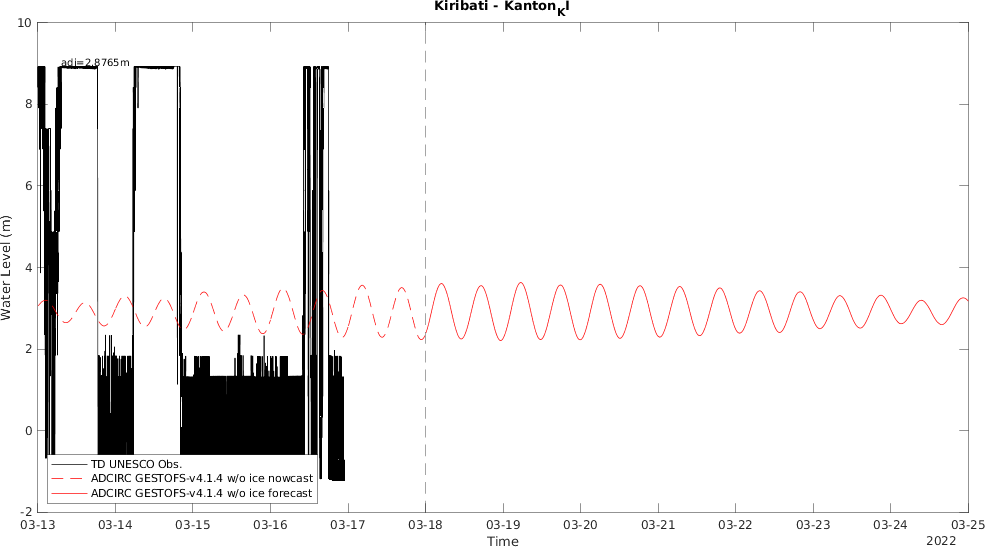 Kiribati - Kanton_KI
10
adj=2.8765m
8
6
4
2
0
-2
Water Level (m)
TD UNESCO Obs.
ADCIRC GESTOFS-v4.1.4 w/o ice nowcast
ADCIRC GESTOFS-v4.1.4 w/o ice forecast
03-13 03-14 03-15 03-16 03-17 03-18 03-19 03-20 03-21 03-22 03-23 03-24 03-25
Time
2022